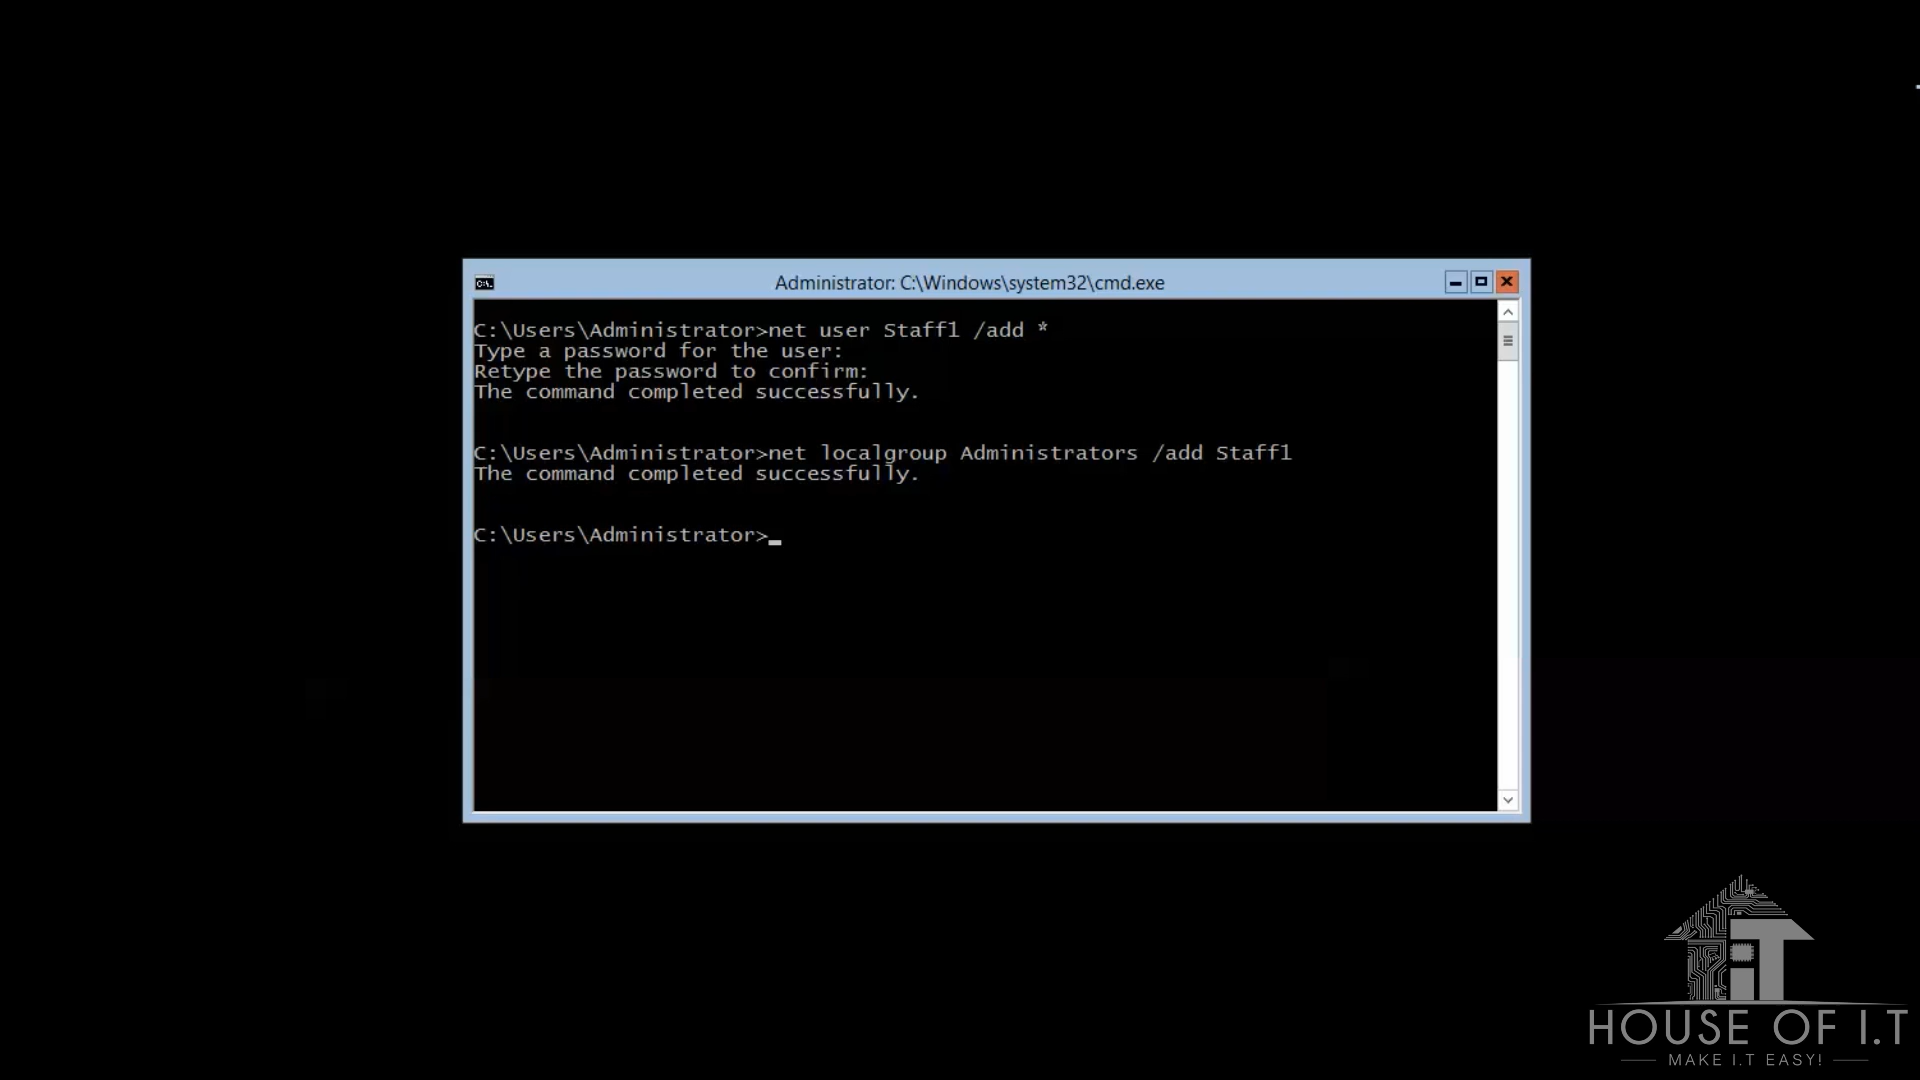 Administrator: C:\Windows\system32\cmd.exe
C:\Users\Administrator>net user Staff1 /add *
Type a password for the user:
Retype the password to confirm:
The command completed successfully.
C:\Users\Administrator>net localgroup Administrators /add Staff1
The command completed successfully.
C:\Users\Administrator>_
iT
HOUSE OF I.T
MAKE I.T EASY!